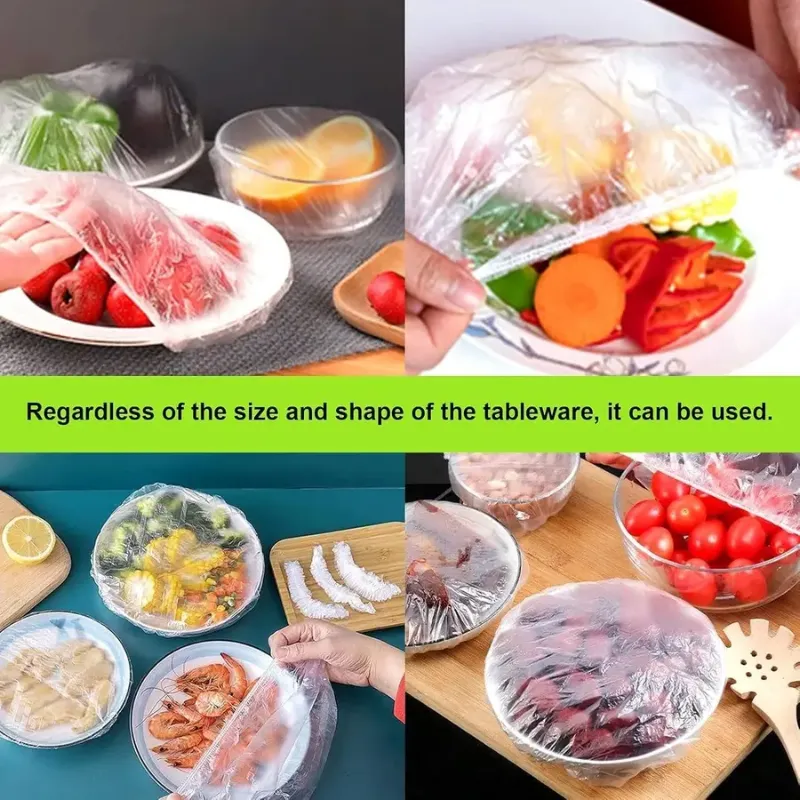 Regardless of the size and shape of the tableware, it can be used.